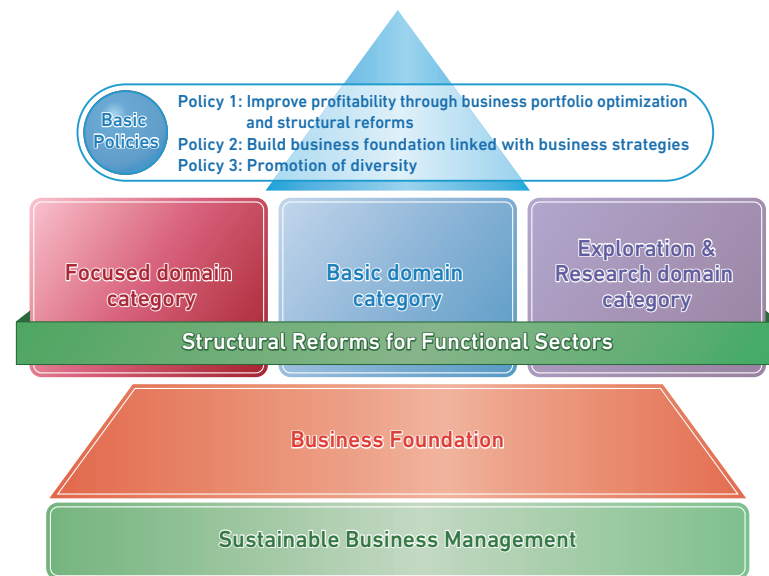 Basic
Policies
Policy 1: Improve profitability through business portfolio optimization
and structural reforms
Policy 2: Build business foundation linked with business strategies
Policy 3: Promotion of diversity
Focused domain
category
Basic domain
category
Exploration &
Research domain
category
Structural Reforms for Functional Sectors
Business Foundation
Sustainable Business Management